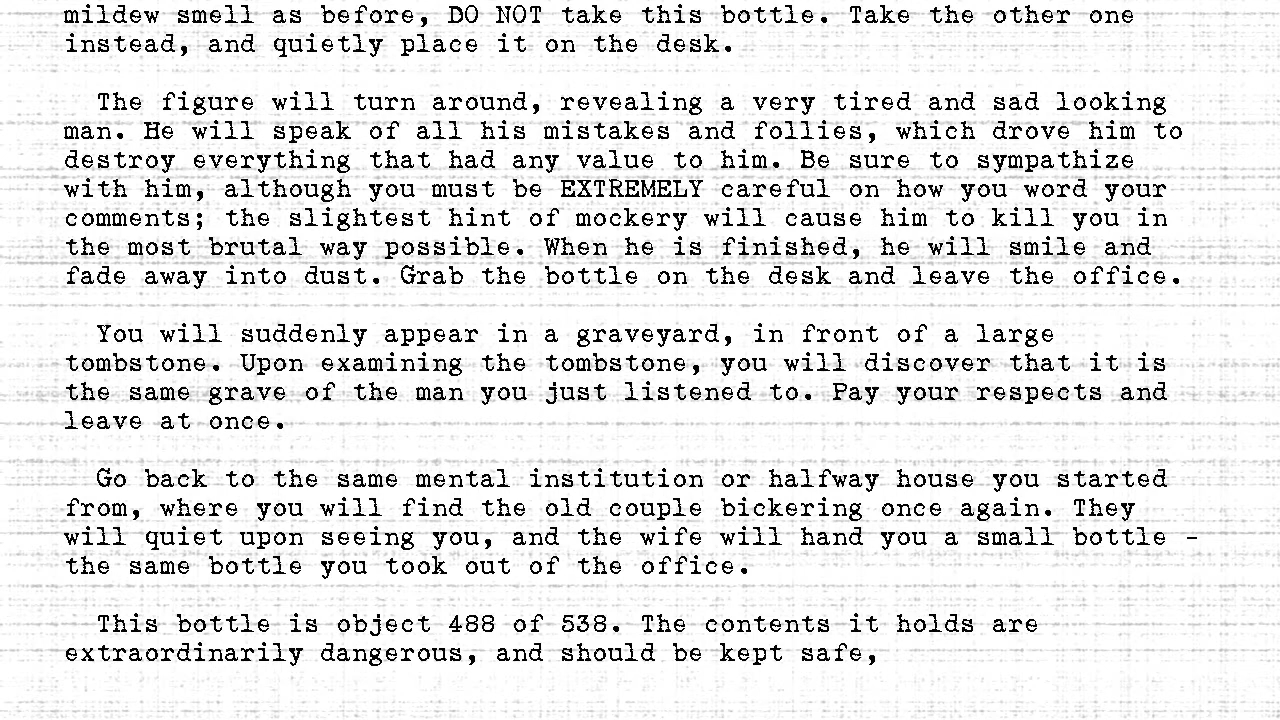 mildew smell as before, DO NOT take this bottle. Take the other one
instead, and quietly place it on the desk.
The figure will turn around, revealing a very tired and sad looking
man. He will speak of all his mistakes and follies, which drove him to
destroy everything that had any value to him. Be sure to sympathize
with him, although you must be EXTREMELY careful on how you word your
comments; the slightest hint of mockery will cause him to kill you in
the most brutal way possible. When he is finished, he will smile and
fade away into dust. Grab the bottle on the desk and leave the office.
You will suddenly appear in a graveyard, in front of a large
tombstone. Upon examining the tombstone, you will discover that it is
the same grave of the man you just listened to. Pay your respects and
leave at once.
Go back to the same mental institution or halfway house you started
from, where you will find the old couple bickering once again. They
will quiet upon seeing you, and the wife will hand you a small bottle -
the same bottle you took out of the office.
This bottle is object 488 of 538. The contents it holds are
extraordinarily dangerous, and should be kept safe,